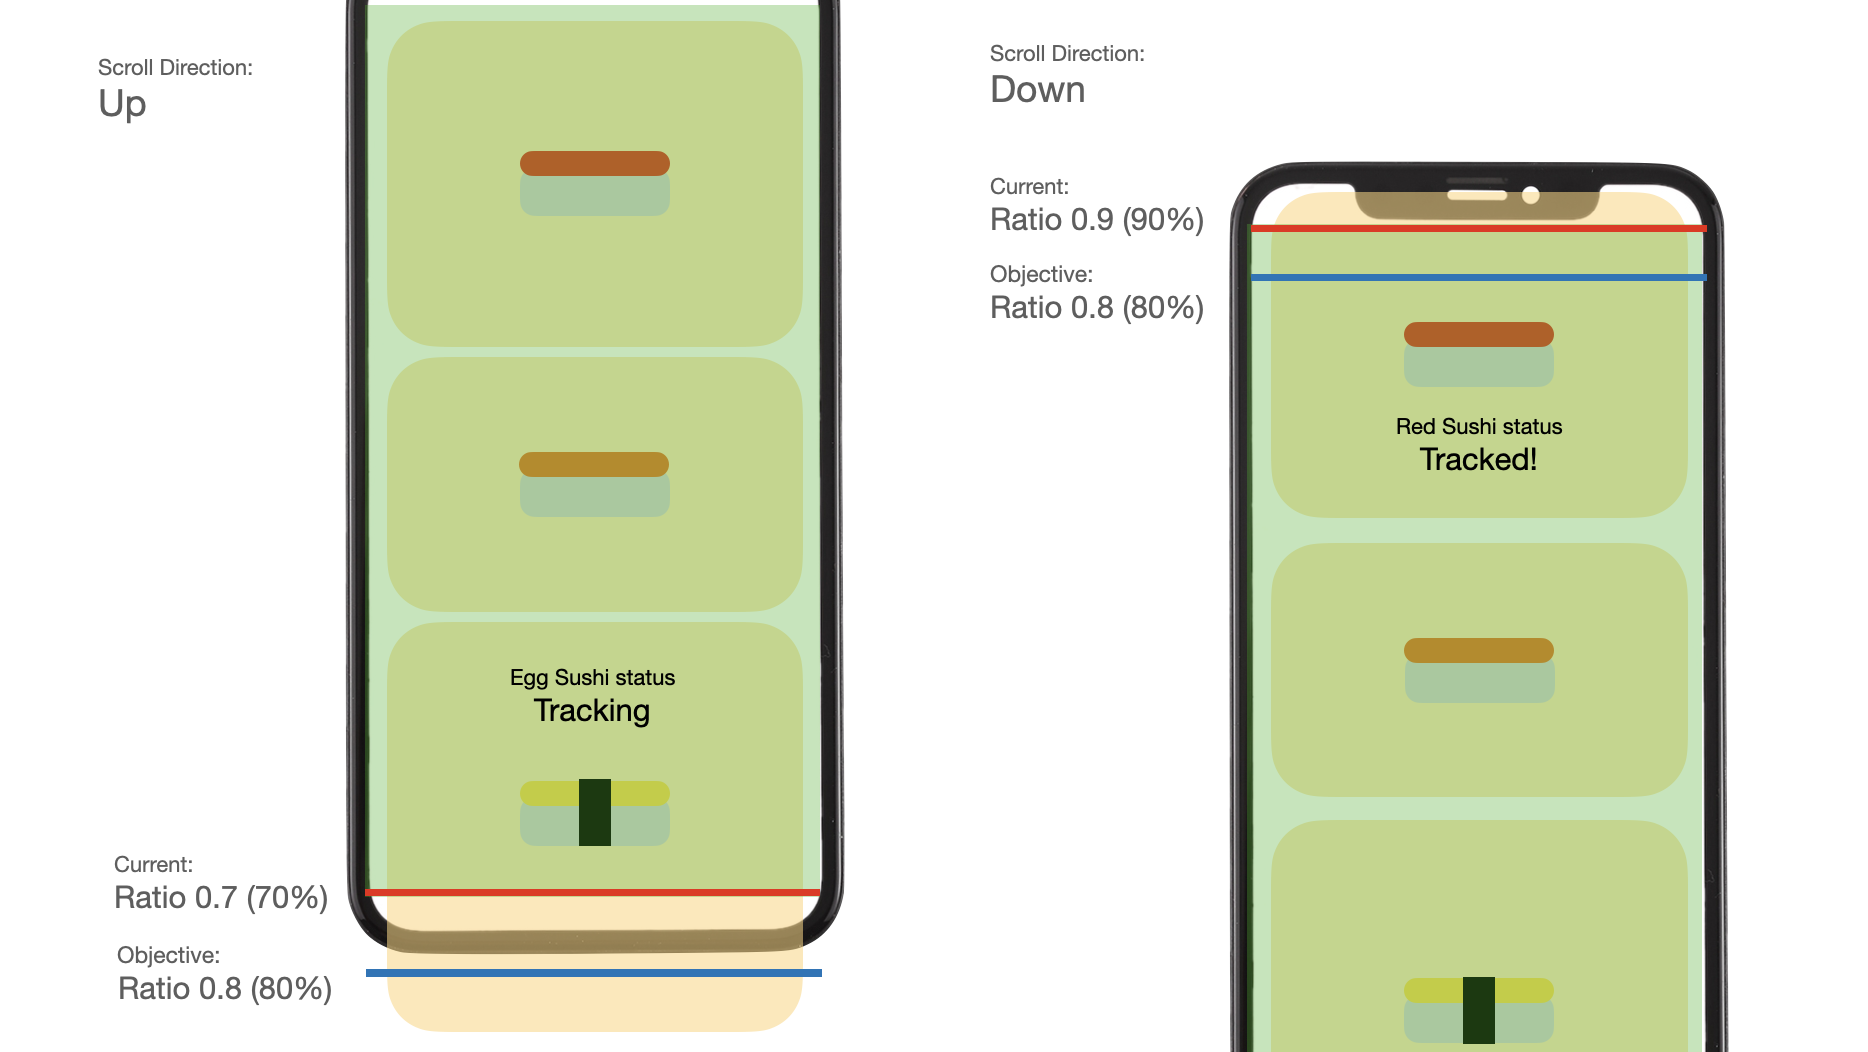 Scroll Direction:
Up
Egg Sushi status
Tracking
Current:
Ratio 0.7 (70%)
Objective:
Ratio 0.8 (80%)
Scroll Direction:
Down
Current:
Ratio 0.9 (90%)
Objective:
Ratio 0.8 (80%)
Red Sushi status
Tracked!